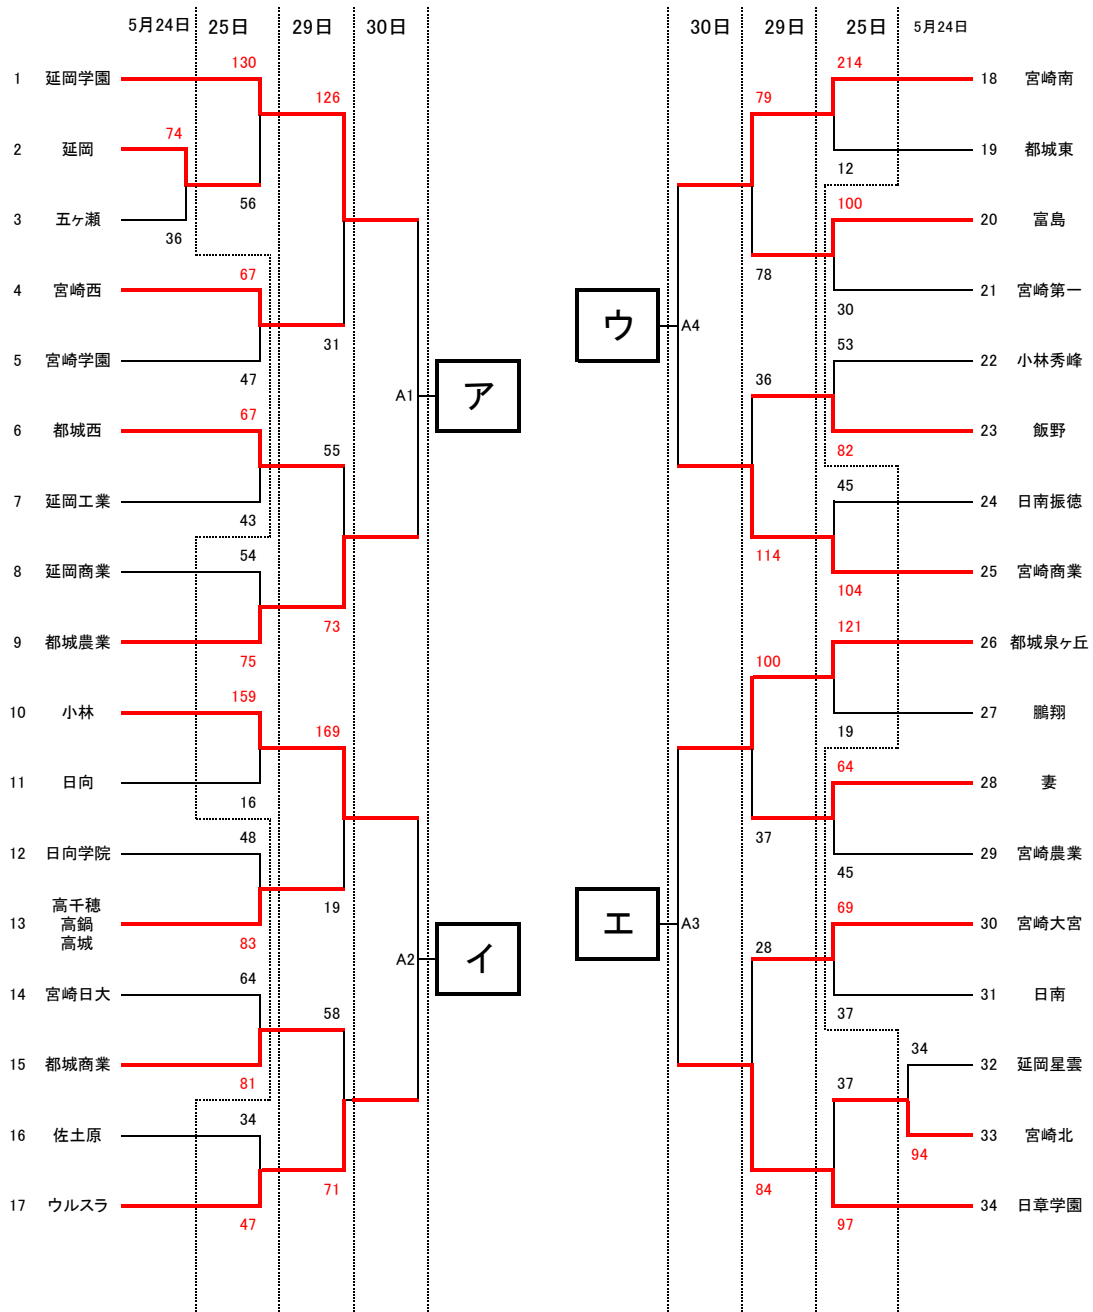 5月24日 25日 29日 30日
30日 29日 25日 5月24日
130
1 延岡学園
126
74
2 延岡
56
3 五ヶ瀬
36
67
4 宮崎西
31
5 宮崎学園
47
A1
ア
67
6 都城西
55
7 延岡工業
43
54
8 延岡商業
73
9 都城農業
75
159
10 小林
169
11 日向
16
48
12 日向学院
19
高千穂
13 高鍋
高城
83
A2
イ
64
14 宮崎日大
58
15 都城商業
81
34
16 佐土原
71
17 ウルスラ
47
214
18 宮崎南
79
19 都城東
12
100
20 富島
78
21 宮崎第一
30
ウ
A4
53
22 小林秀峰
36
23 飯野
82
45
24 日南振徳
114
25 宮崎商業
104
121
26 都城泉ヶ丘
100
27 鵬翔
19
64
28 妻
37
29 宮崎農業
45
エ
A3
69
30 宮崎大宮
28
31 日南
37
34
32 延岡星雲
37
33 宮崎北
94
84
34 日章学園
97